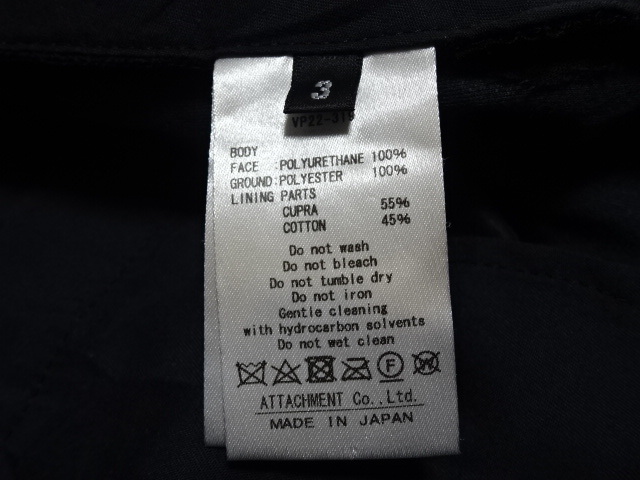 3
BODY
FACE :POLYURETHANE 100%
GROUND:POLYESTER 100%
LINING PARTS
CUPRA 55%
COTTON 45%
Do not wash
Do not bleach
Do not tumble dry
Do not iron
Gentle cleaning
with hydrocarbon solvents
Do not wet clean
F
W
ATTACHMENT Co.,Ltd.
MADE IN JAPAN